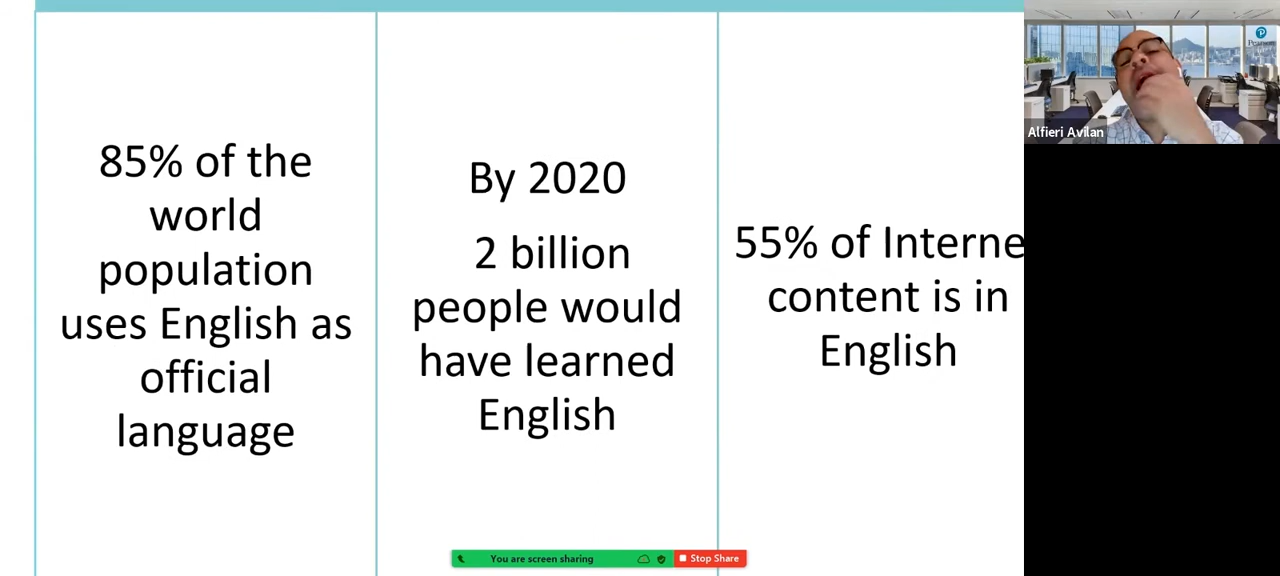 85% of the
world
population
uses English as
official
language
By 2020
2 billion
people would
have learned
English
55% of Interne
content is in
English
Alfieri Avilan
You are screen sharing
Stop Share